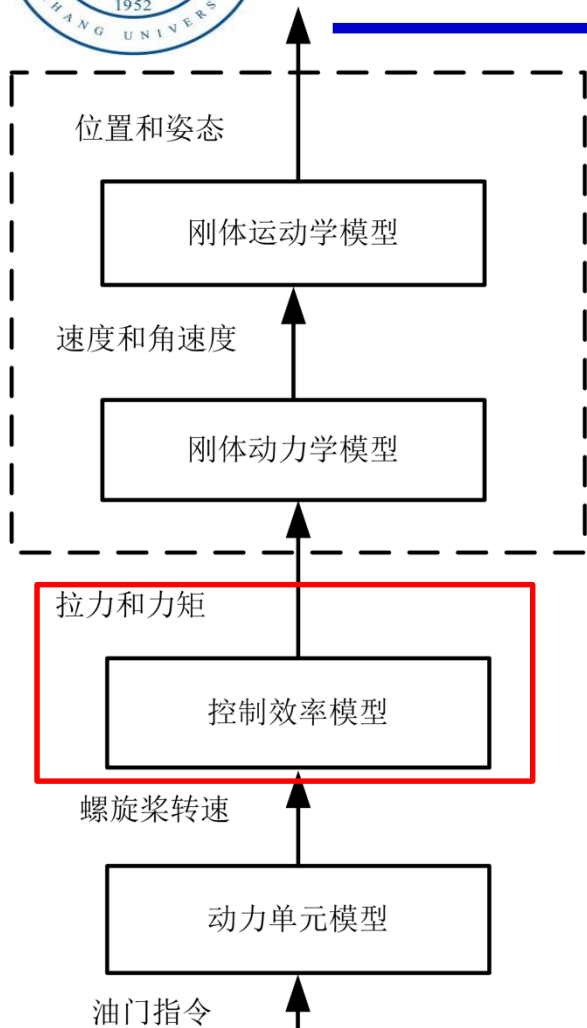 1952
HANG UNIVERS
位置和姿态
刚体运动学模型
速度和角速度
刚体动力学模型
拉力和力矩
控制效率模型
螺旋桨转速
动力单元模型
油门指令